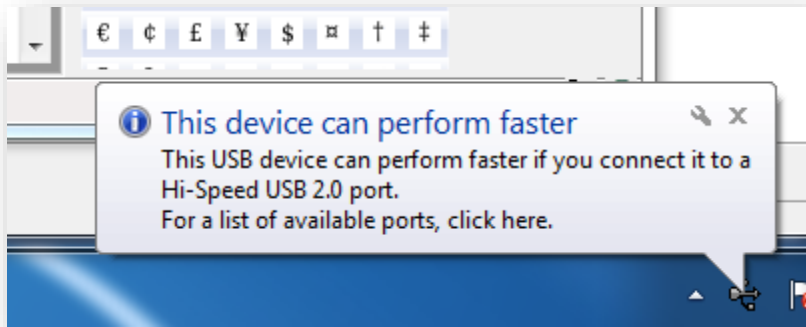 € ¢ £ ¥ $ ¤ † ‡
This device can perform faster
This USB device can perform faster if you connect it to a
Hi-Speed USB 2.0 port.
For a list of available ports, click here.